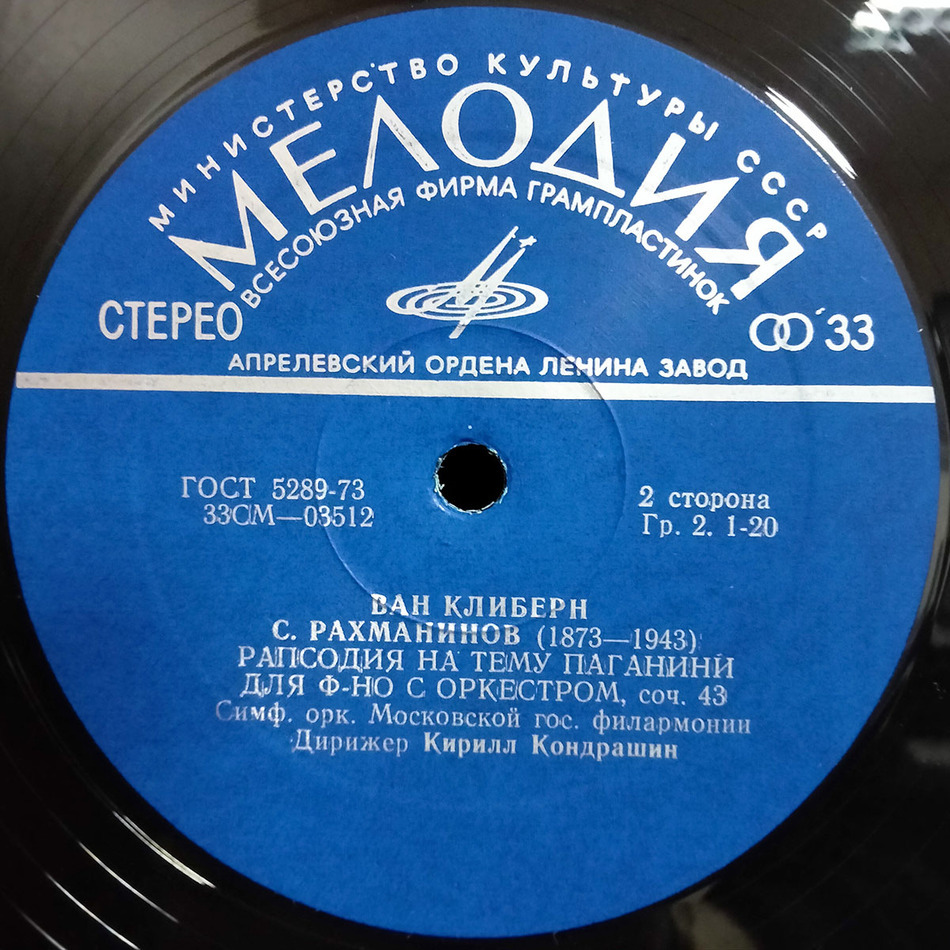 МИНИСТЕРСТВО КУЛЬТУРЫ СССР
МЕЛОДИЯ
ВСЕСОЮЗНАЯ ФИРМА ГРАМПЛАСТИНОК
СТЕРЕО
33
АПРЕЛЕВСКИЙ ОРДЕНА ЛЕНИНА ЗАВОД
ГОСТ 5289-73
33СМ—03512
2 сторона
Гр. 2. 1-20
ВАН КЛИБЕРН
С. РАХМАНИНОВ (1873—1943)
РАПСОДИЯ НА ТЕМУ ПАГАНИНИ
ДЛЯ Ф-НО С ОРКЕСТРОМ, соч. 43
Симф. орк. Московской гос. филармонии
Дирижер Кирилл Кондрашин